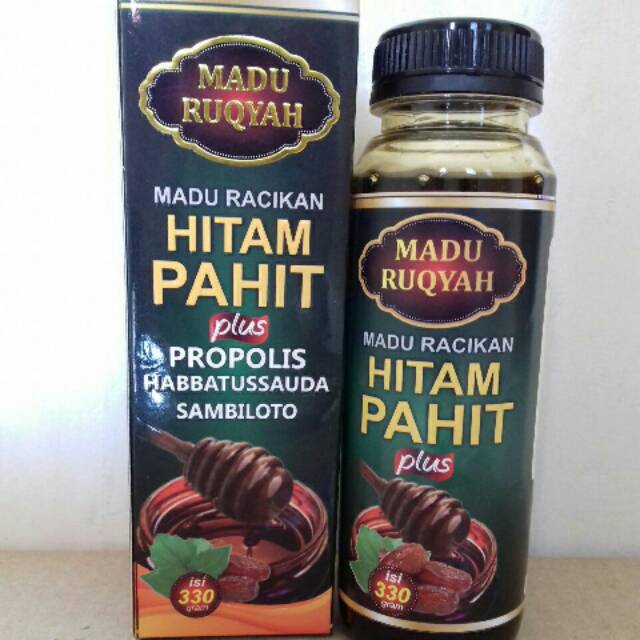 MADU
RUQYAH
MADU RACIKAN
HITAM
PAHIT
plus
PROPOLIS
HABBATUSSAUDA
SAMBILOTO
isi
330
gram
MADU
RUQYAH
MADU RACIKAN
HITAM
PAHIT
plus
isi
330
gram